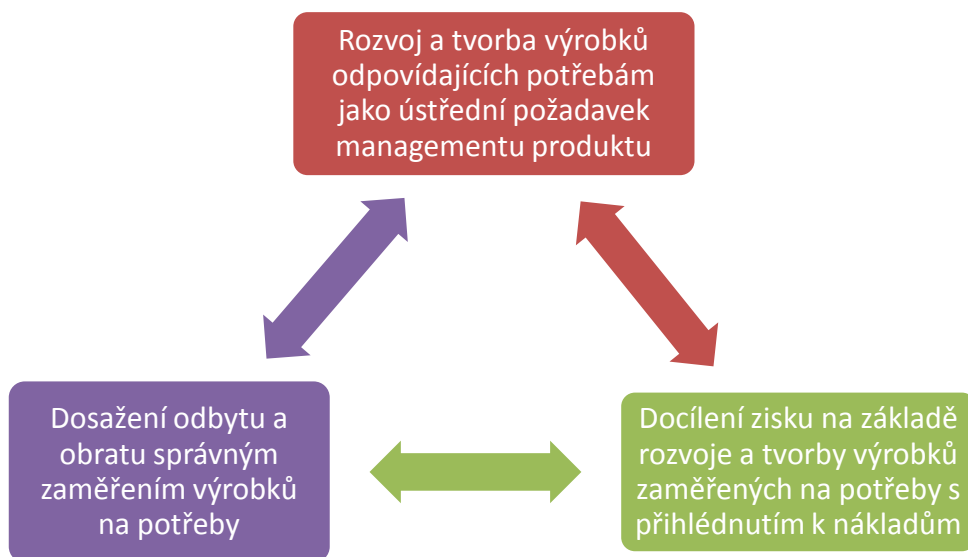 Rozvoj a tvorba výrobků
odpovídajících potřebám
jako ústřední požadavek
managementu produktu
Dosažení odbytu a
obratu správným
zaměřením výrobků
na potřeby
Docílení zisku na základě
rozvoje a tvorby výrobků
zaměřených na potřeby s
přihlédnutím k nákladům